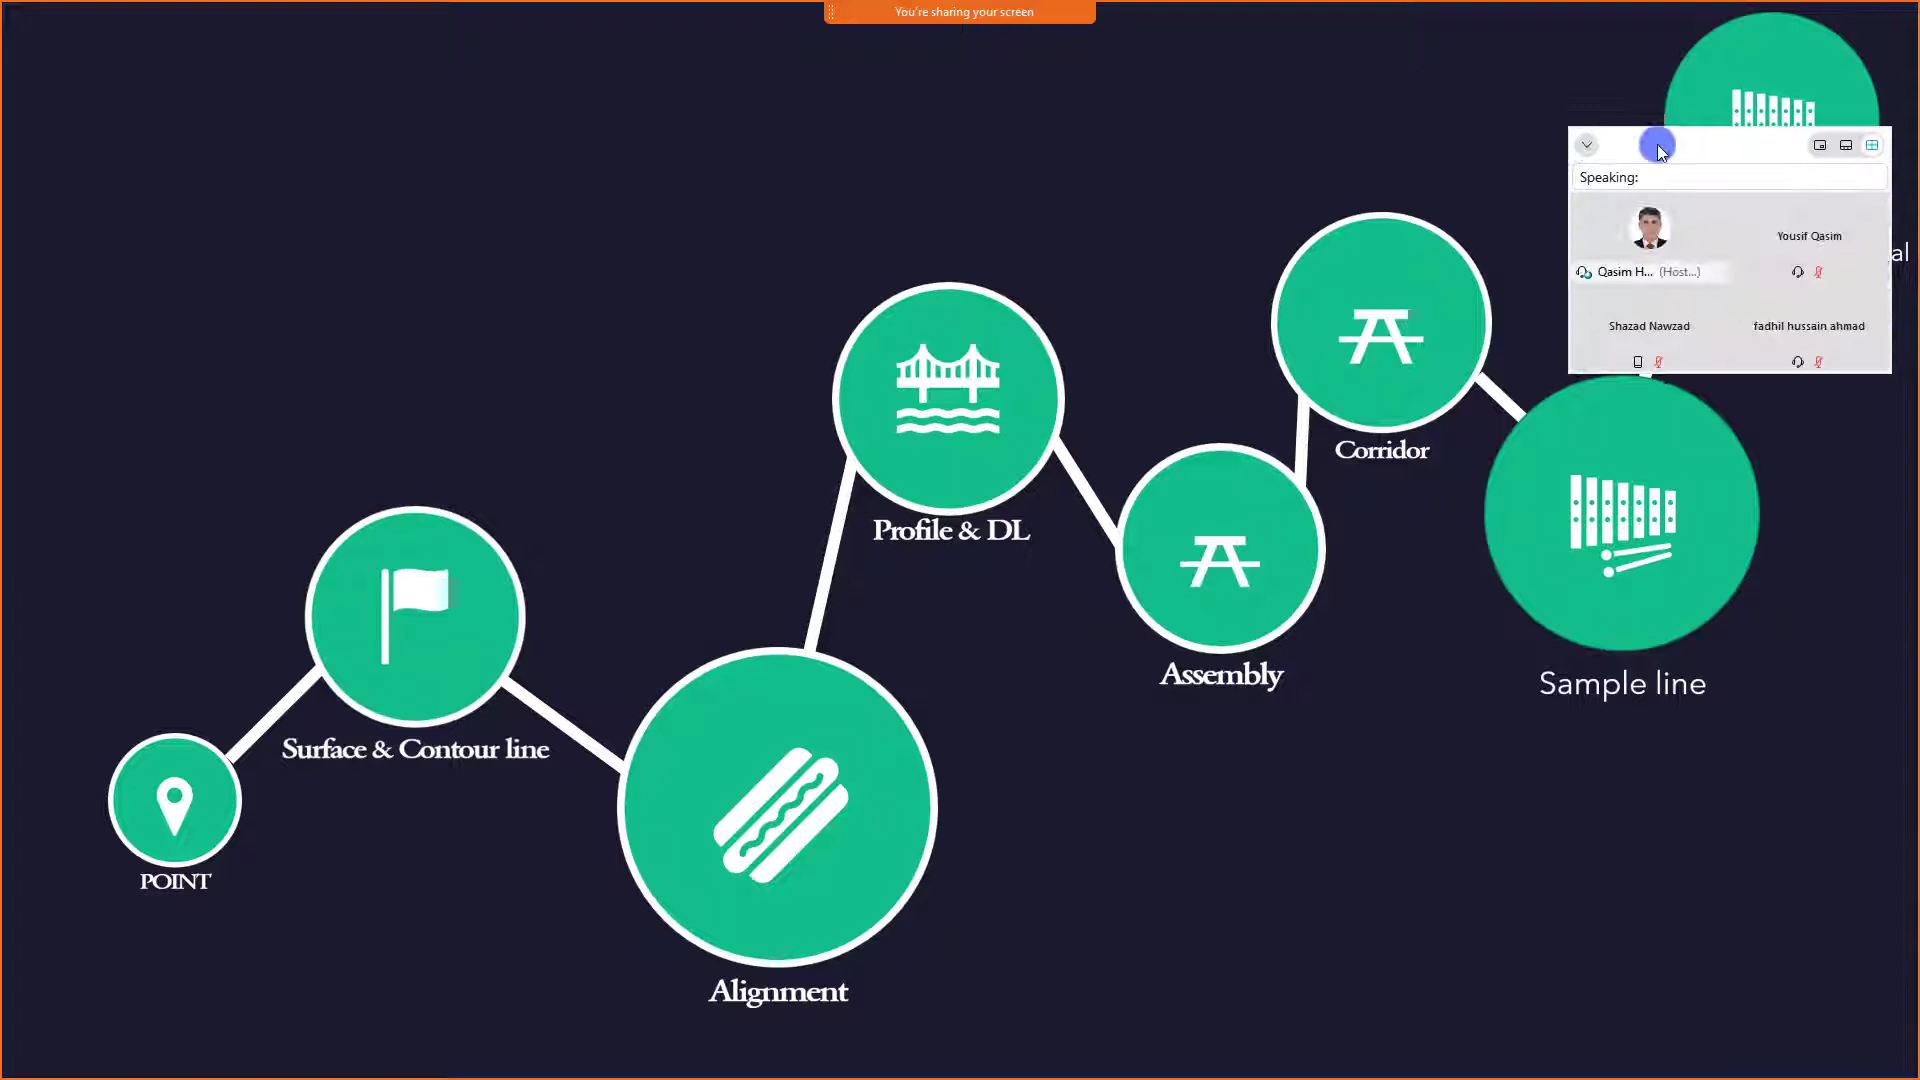 You're sharing your screen
Speaking:
Qasim H... (Host...)
Yousif Qasim
Shazad Nawzad
fadhil hussain ahmad
al
Corridor
Profile & DL
Assembly
Sample line
Surface & Contour line
POINT
Alignment